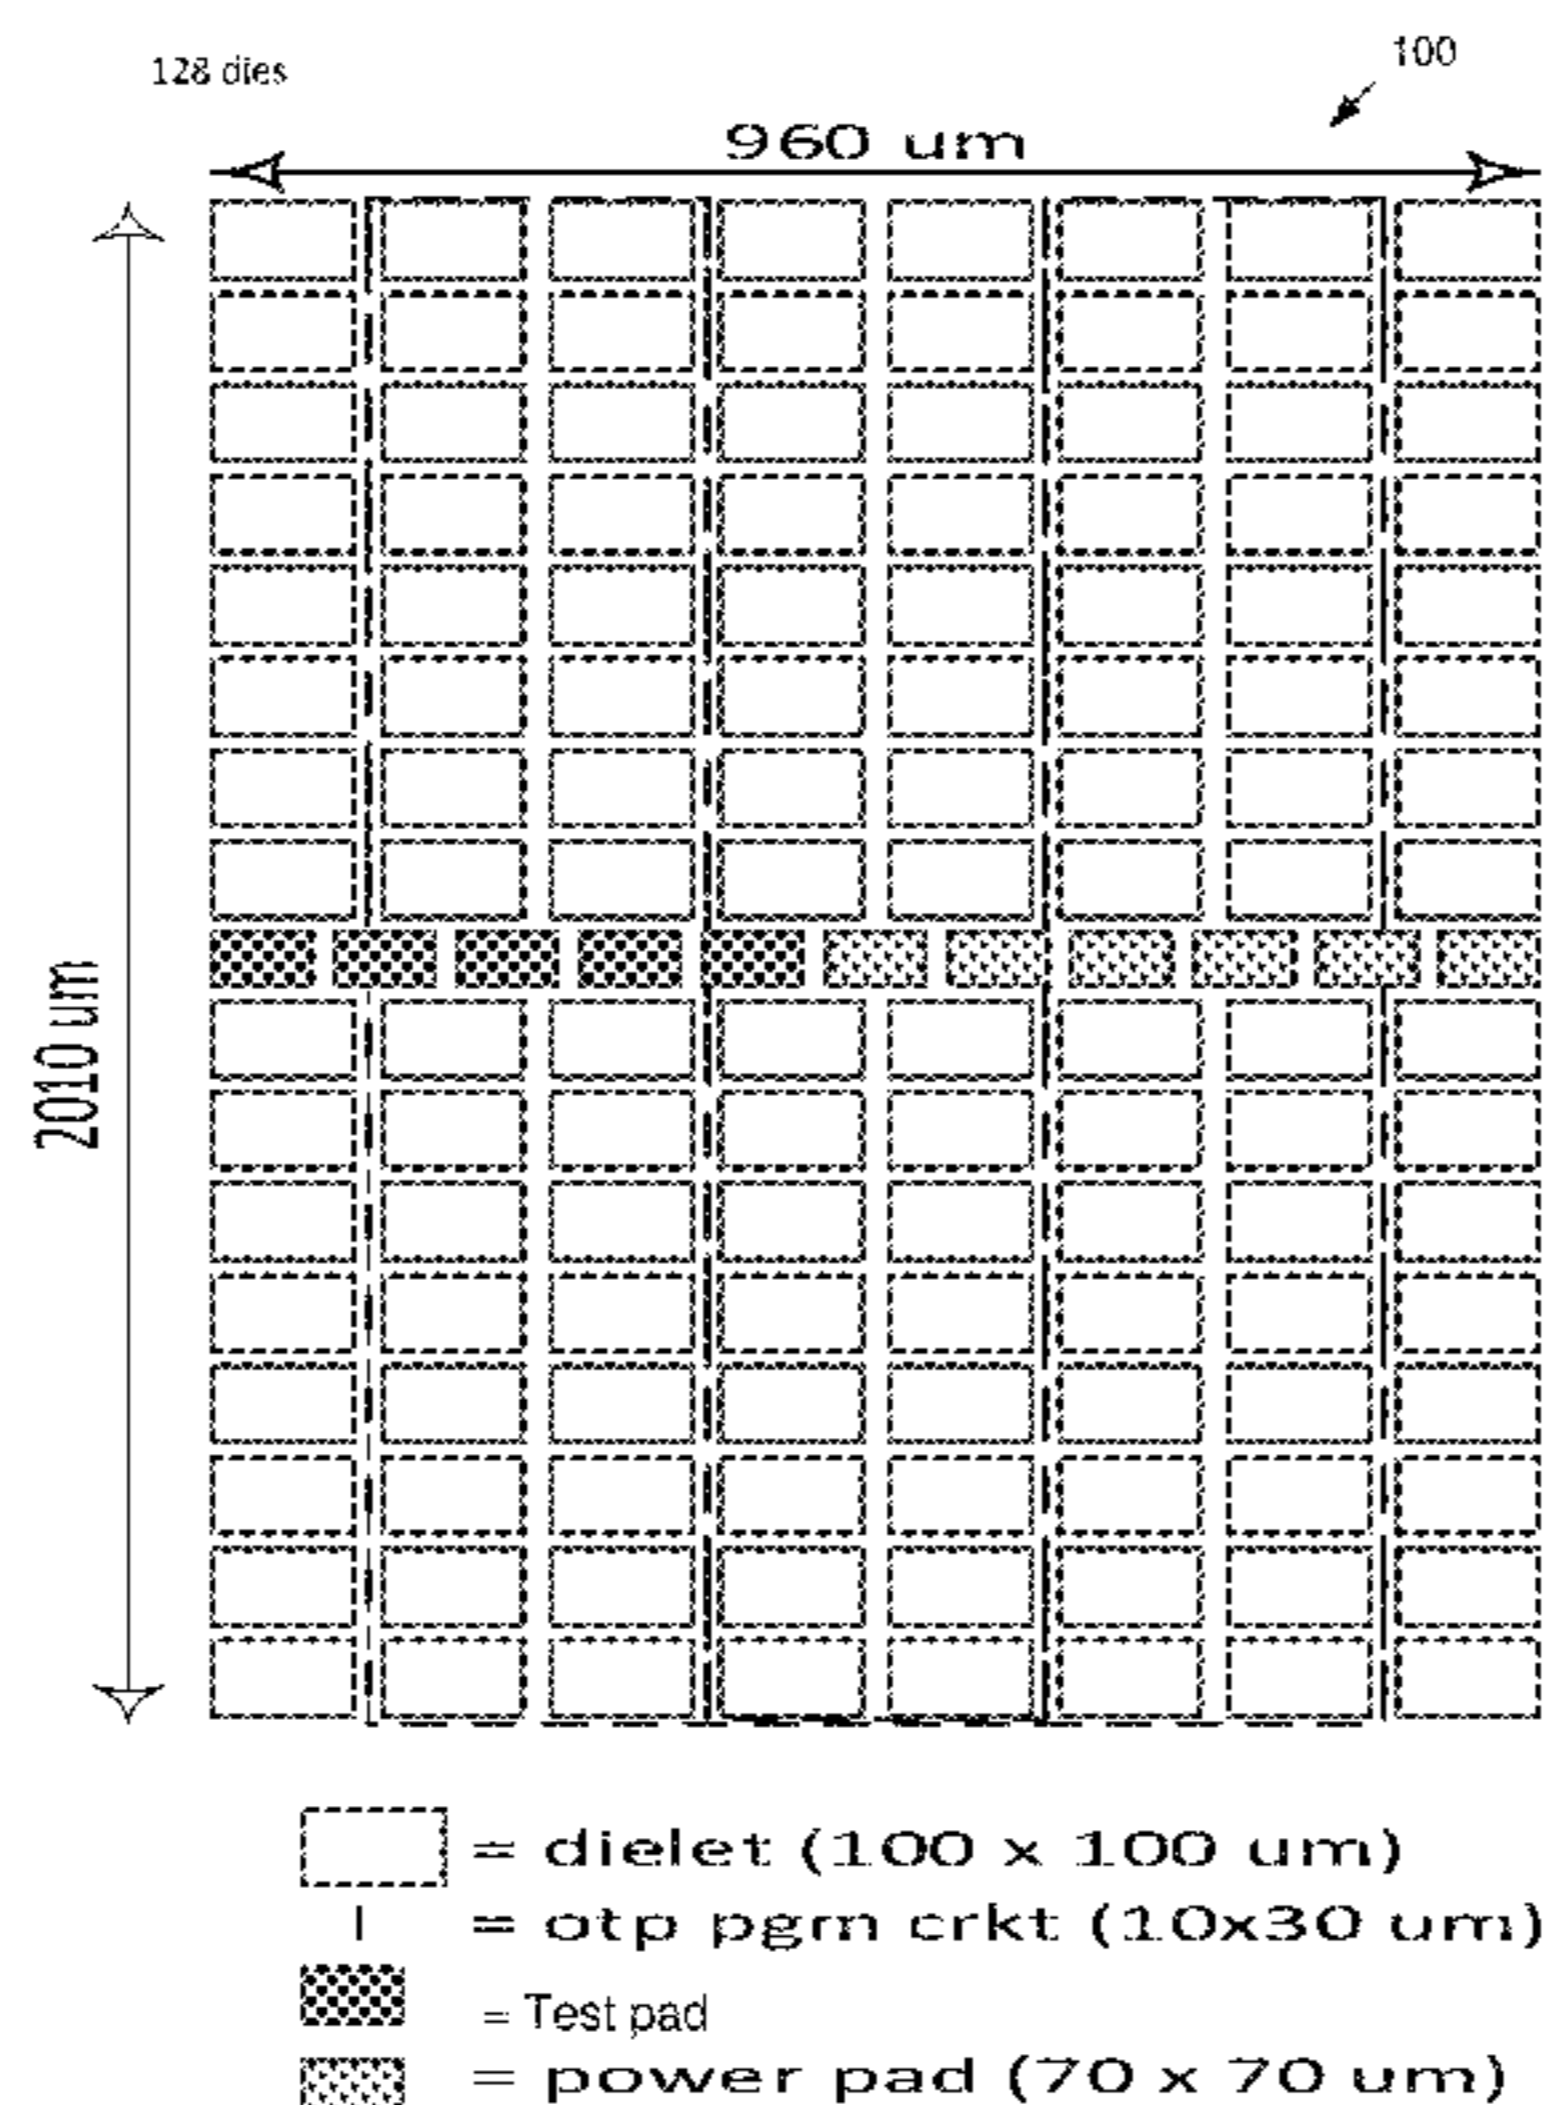 128 dies
100
960 um
2010 um
= dielet (100 x 100 um)
| = otp pgm crkt (10x30 um)
= Test pad
= power pad (70 x 70 um)